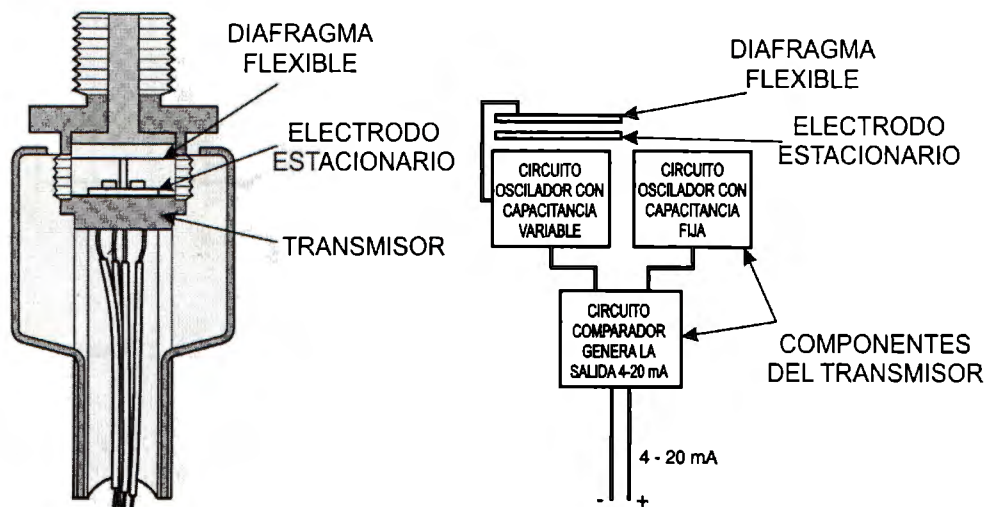 DIAFRAGMA
FLEXIBLE
ELECTRODO
ESTACIONARIO
TRANSMISOR
DIAFRAGMA
FLEXIBLE
ELECTRODO
ESTACIONARIO
CIRCUITO
OSCILADOR CON
CAPACITANCIA
VARIABLE
CIRCUITO
OSCILADOR CON
CAPACITANCIA
FIJA
CIRCUITO
COMPARADOR
GENERA LA
SALIDA 4-20 mA
COMPONENTES
DEL TRANSMISOR
4 - 20 mA
- +